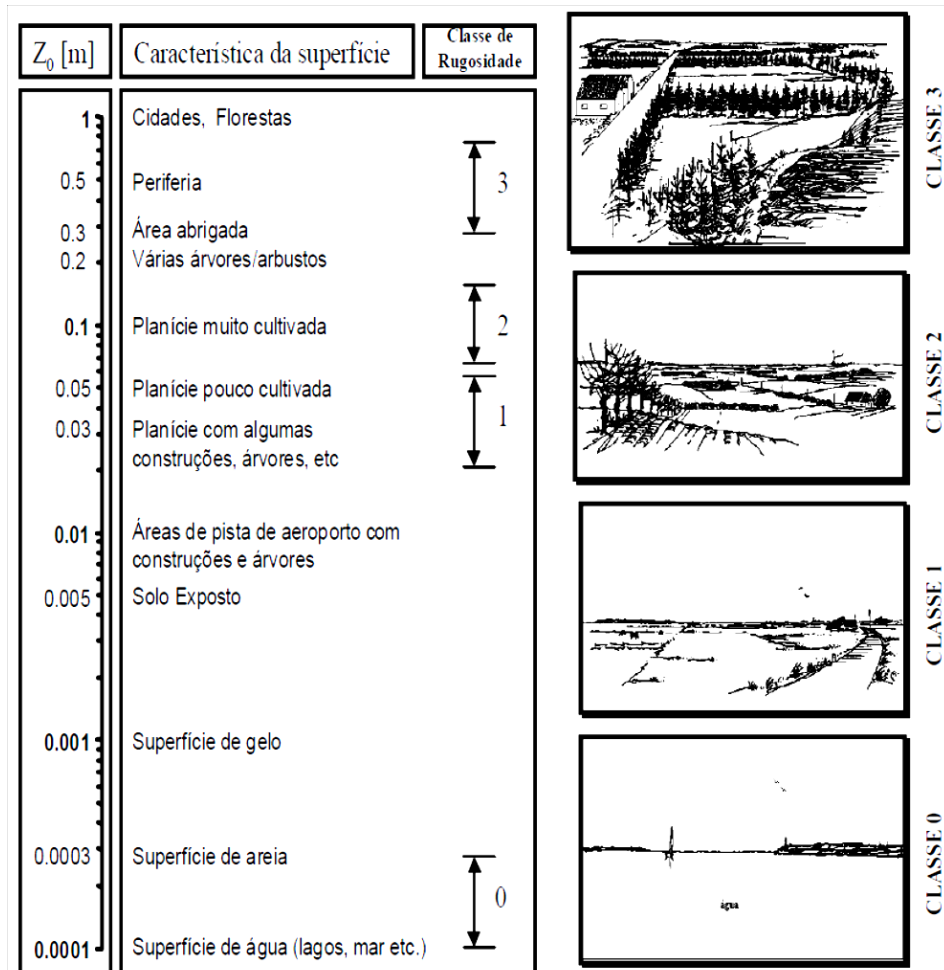 Z0 [m] Característica da superfície Classe de Rugosidade
1 Cidades, Florestas
0.5 Periferia
3
0.3 Área abrigada
0.2 Várias árvores/arbustos
0.1 Planície muito cultivada
2
0.05 Planície pouco cultivada
0.03 Planície com algumas
construções, árvores, etc
1
0.01 Áreas de pista de aeroporto com
construções e árvores
0.005 Solo Exposto
0.001 Superfície de gelo
0.0003 Superfície de areia
0
0.0001 Superfície de água (lagos, mar etc.)
CLASSE 3
CLASSE 2
CLASSE 1
água
CLASSE 0